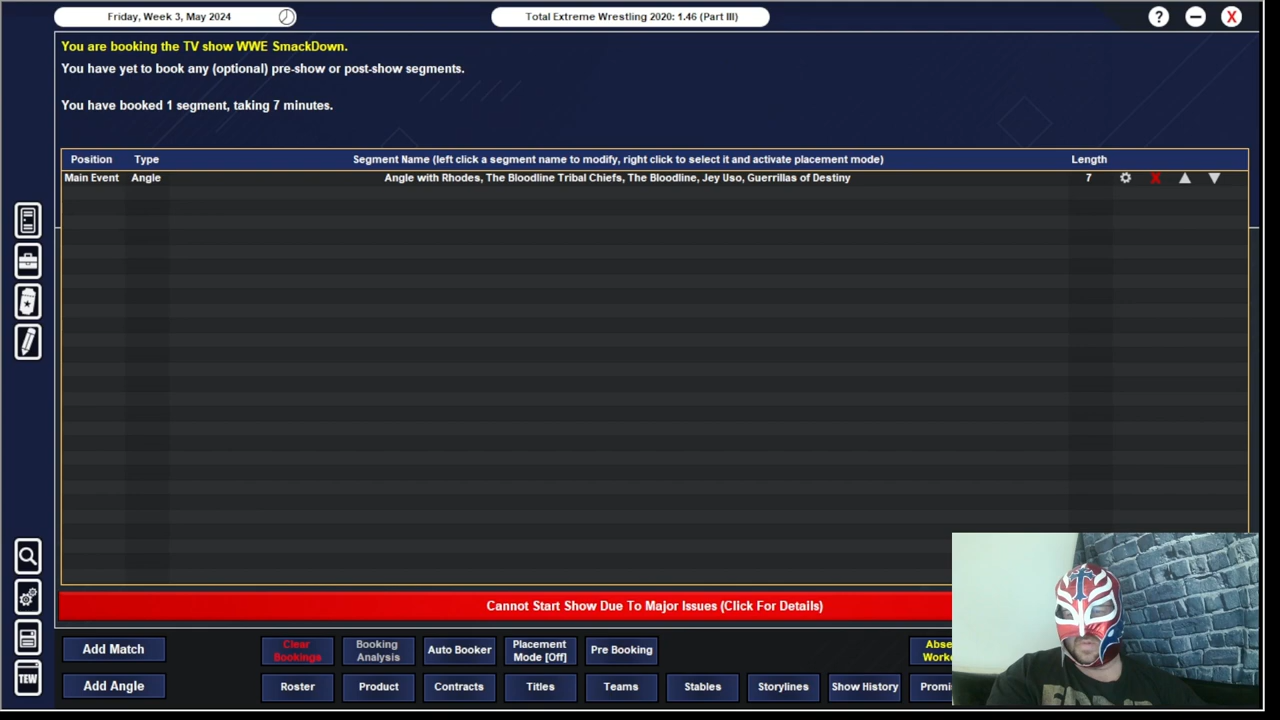 Friday, Week 3, May 2024
Total Extreme Wrestling 2020: 1.46 (Part III)
? X
You are booking the TV show WWE SmackDown.
You have yet to book any (optional) pre-show or post-show segments.
You have booked 1 segment, taking 7 minutes.
Position Type Segment Name (left click a segment name to modify, right click to select it and activate placement mode) Length
Main Event Angle Angle with Rhodes, The Bloodline Tribal Chiefs, The Bloodline, Jey Uso, Guerrillas of Destiny 7 X
Cannot Start Show Due To Major Issues (Click For Details)
Add Match
Clear
Bookings
Booking
Analysis
Auto Booker
Placement
Mode [Off]
Pre Booking
Abse
Work
Add Angle
Roster
Product
Contracts
Titles
Teams
Stables
Storylines
Show History
Promi
TEW